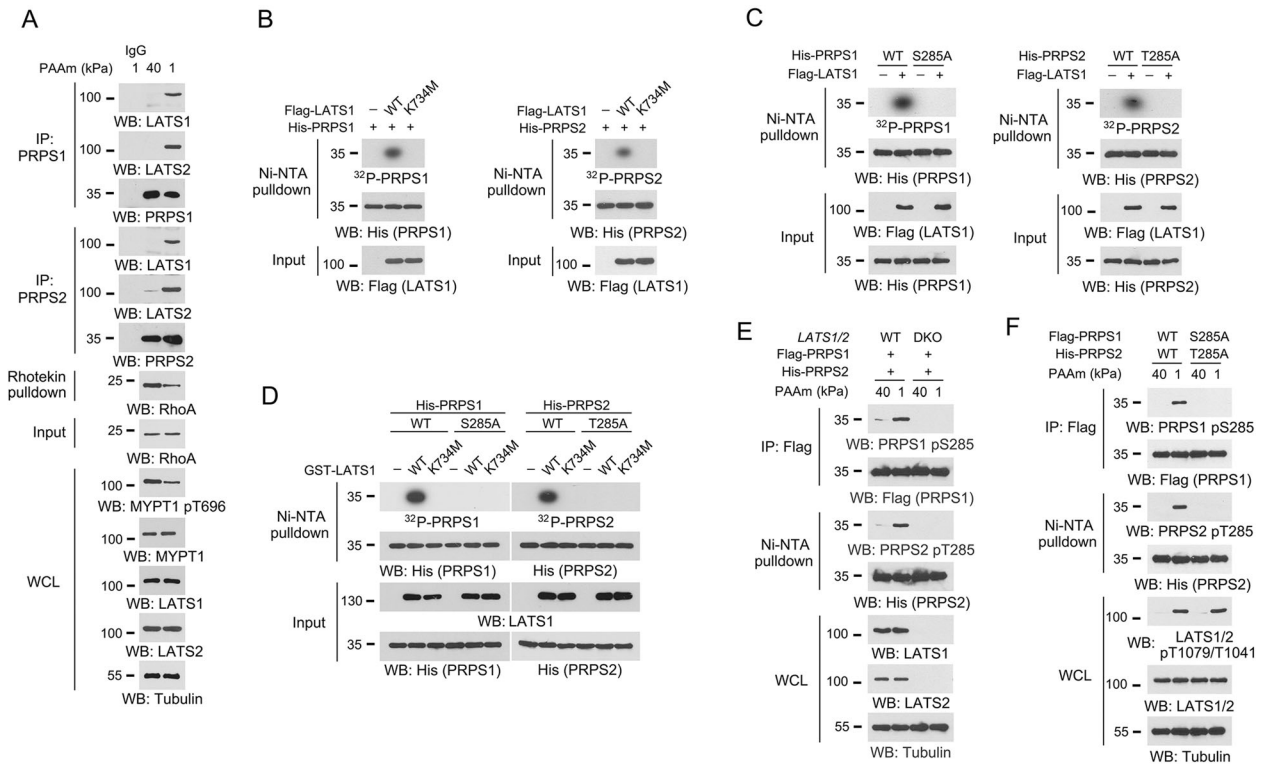 A
IgG
PAAm (kPa) 1 40 1
IP: PRPS1
100
WB: LATS1
100
WB: LATS2
35
WB: PRPS1
IP: PRPS2
100
WB: LATS1
100
WB: LATS2
35
WB: PRPS2
Rhotekin pulldown
25
WB: RhoA
Input
25
WB: RhoA
WCL
100
WB: MYPT1 pT696
100
WB: MYPT1
100
WB: LATS1
100
WB: LATS2
55
WB: Tubulin
B
Flag-LATS1 – WT K734M
His-PRPS1 + + +
Ni-NTA pulldown
35
32P-PRPS1
35
WB: His (PRPS1)
Input
100
WB: Flag (LATS1)
Flag-LATS1 – WT K734M
His-PRPS2 + + +
Ni-NTA pulldown
35
32P-PRPS2
35
WB: His (PRPS2)
Input
100
WB: Flag (LATS1)
C
His-PRPS1 WT S285A
Flag-LATS1 – + – +
Ni-NTA pulldown
35
32P-PRPS1
35
WB: His (PRPS1)
Input
100
WB: Flag (LATS1)
35
WB: His (PRPS1)
His-PRPS2 WT T285A
Flag-LATS1 – + – +
Ni-NTA pulldown
35
32P-PRPS2
35
WB: His (PRPS2)
Input
100
WB: Flag (LATS1)
35
WB: His (PRPS2)
D
His-PRPS1 His-PRPS2
WT S285A WT T285A
GST-LATS1 – WT K734M – WT K734M – WT K734M – WT K734M
Ni-NTA pulldown
35
32P-PRPS1 32P-PRPS2
35
WB: His (PRPS1) His (PRPS2)
Input
130
WB: LATS1
35
WB: His (PRPS1) His (PRPS2)
E
LATS1/2 WT DKO
Flag-PRPS1 + +
His-PRPS2 + +
PAAm (kPa) 40 1 40 1
IP: Flag
35
WB: PRPS1 pS285
35
WB: Flag (PRPS1)
Ni-NTA pulldown
35
WB: PRPS2 pT285
35
WB: His (PRPS2)
WCL
100
WB: LATS1
100
WB: LATS2
55
WB: Tubulin
F
Flag-PRPS1 WT S285A
His-PRPS2 WT T285A
PAAm (kPa) 40 1 40 1
IP: Flag
35
WB: PRPS1 pS285
35
WB: Flag (PRPS1)
Ni-NTA pulldown
35
WB: PRPS2 pT285
35
WB: His (PRPS2)
WCL
100
WB: LATS1/2
pT1079/T1041
100
WB: LATS1/2
55
WB: Tubulin